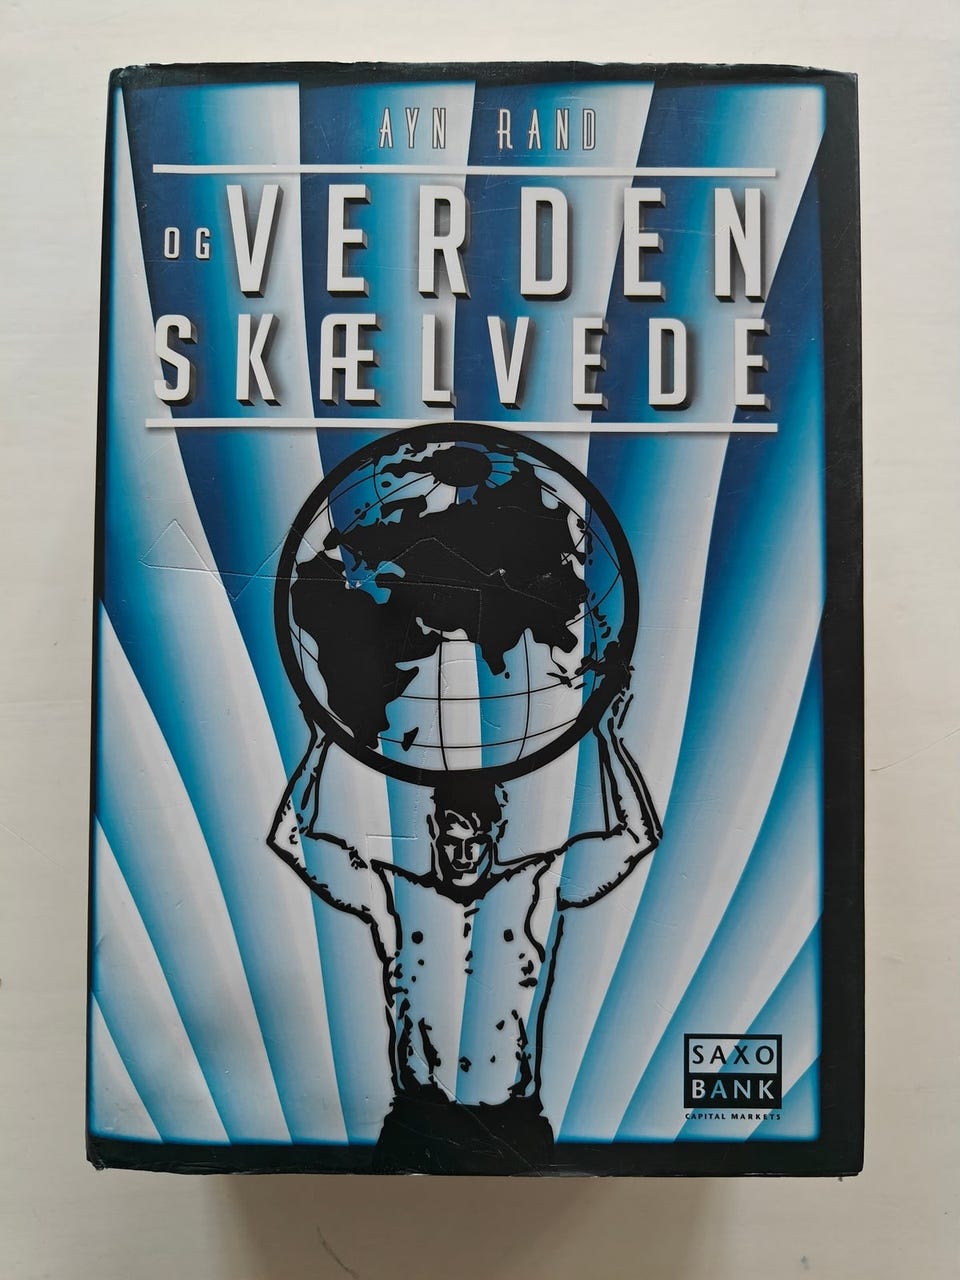 AYN RAND
OG VERDEN
SKÆLVEDE
SAXO
BANK
CAPITAL MARKETS